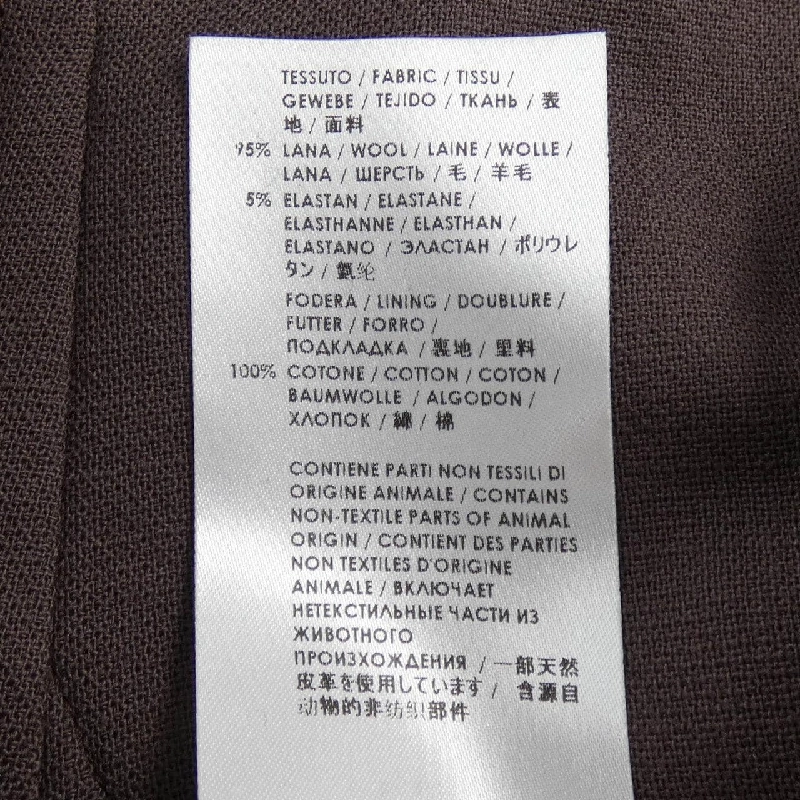 TESSUTO / FABRIC / TISSU /
GEWEBE / TEJIDO / ТКАНЬ / 表
地 / 面料
95% LANA / WOOL / LAINE / WOLLE /
LANA / ШЕРСТЬ / 毛 / 羊毛
5% ELASTAN / ELASTANE /
ELASTHANNE / ELASTHAN /
ELASTANO / ЭЛАСТАН / ポリウレ
タン / 氨纶
FODERA / LINING / DOUBLURE /
FUTTER / FORRO /
ПОДКЛАДКА / 裏地 / 里料
100% COTONE / COTTON / COTON /
BAUMWOLLE / ALGODON /
ХЛОПОК / 綿 / 棉
CONTIENE PARTI NON TESSILI DI
ORIGINE ANIMALE / CONTAINS
NON-TEXTILE PARTS OF ANIMAL
ORIGIN / CONTIENT DES PARTIES
NON TEXTILES D'ORIGINE
ANIMALE / ВКЛЮЧАЕТ
НЕТЕКСТИЛЬНЫЕ ЧАСТИ ИЗ
ЖИВОТНОГО
ПРОИЗХОЖДЕНИЯ / 一部天然
皮革を使用しています / 含源自
动物的非纺织部件